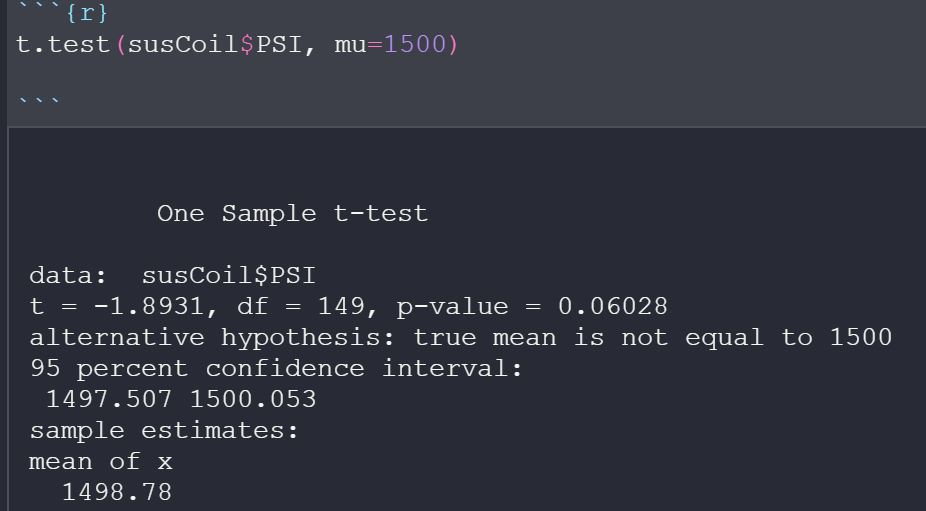 ```{r}
t.test(susCoil$PSI, mu=1500)
```
One Sample t-test
data:  susCoil$PSI
t = -1.8931, df = 149, p-value = 0.06028
alternative hypothesis: true mean is not equal to 1500
95 percent confidence interval:
 1497.507 1500.053
sample estimates:
mean of x
  1498.78